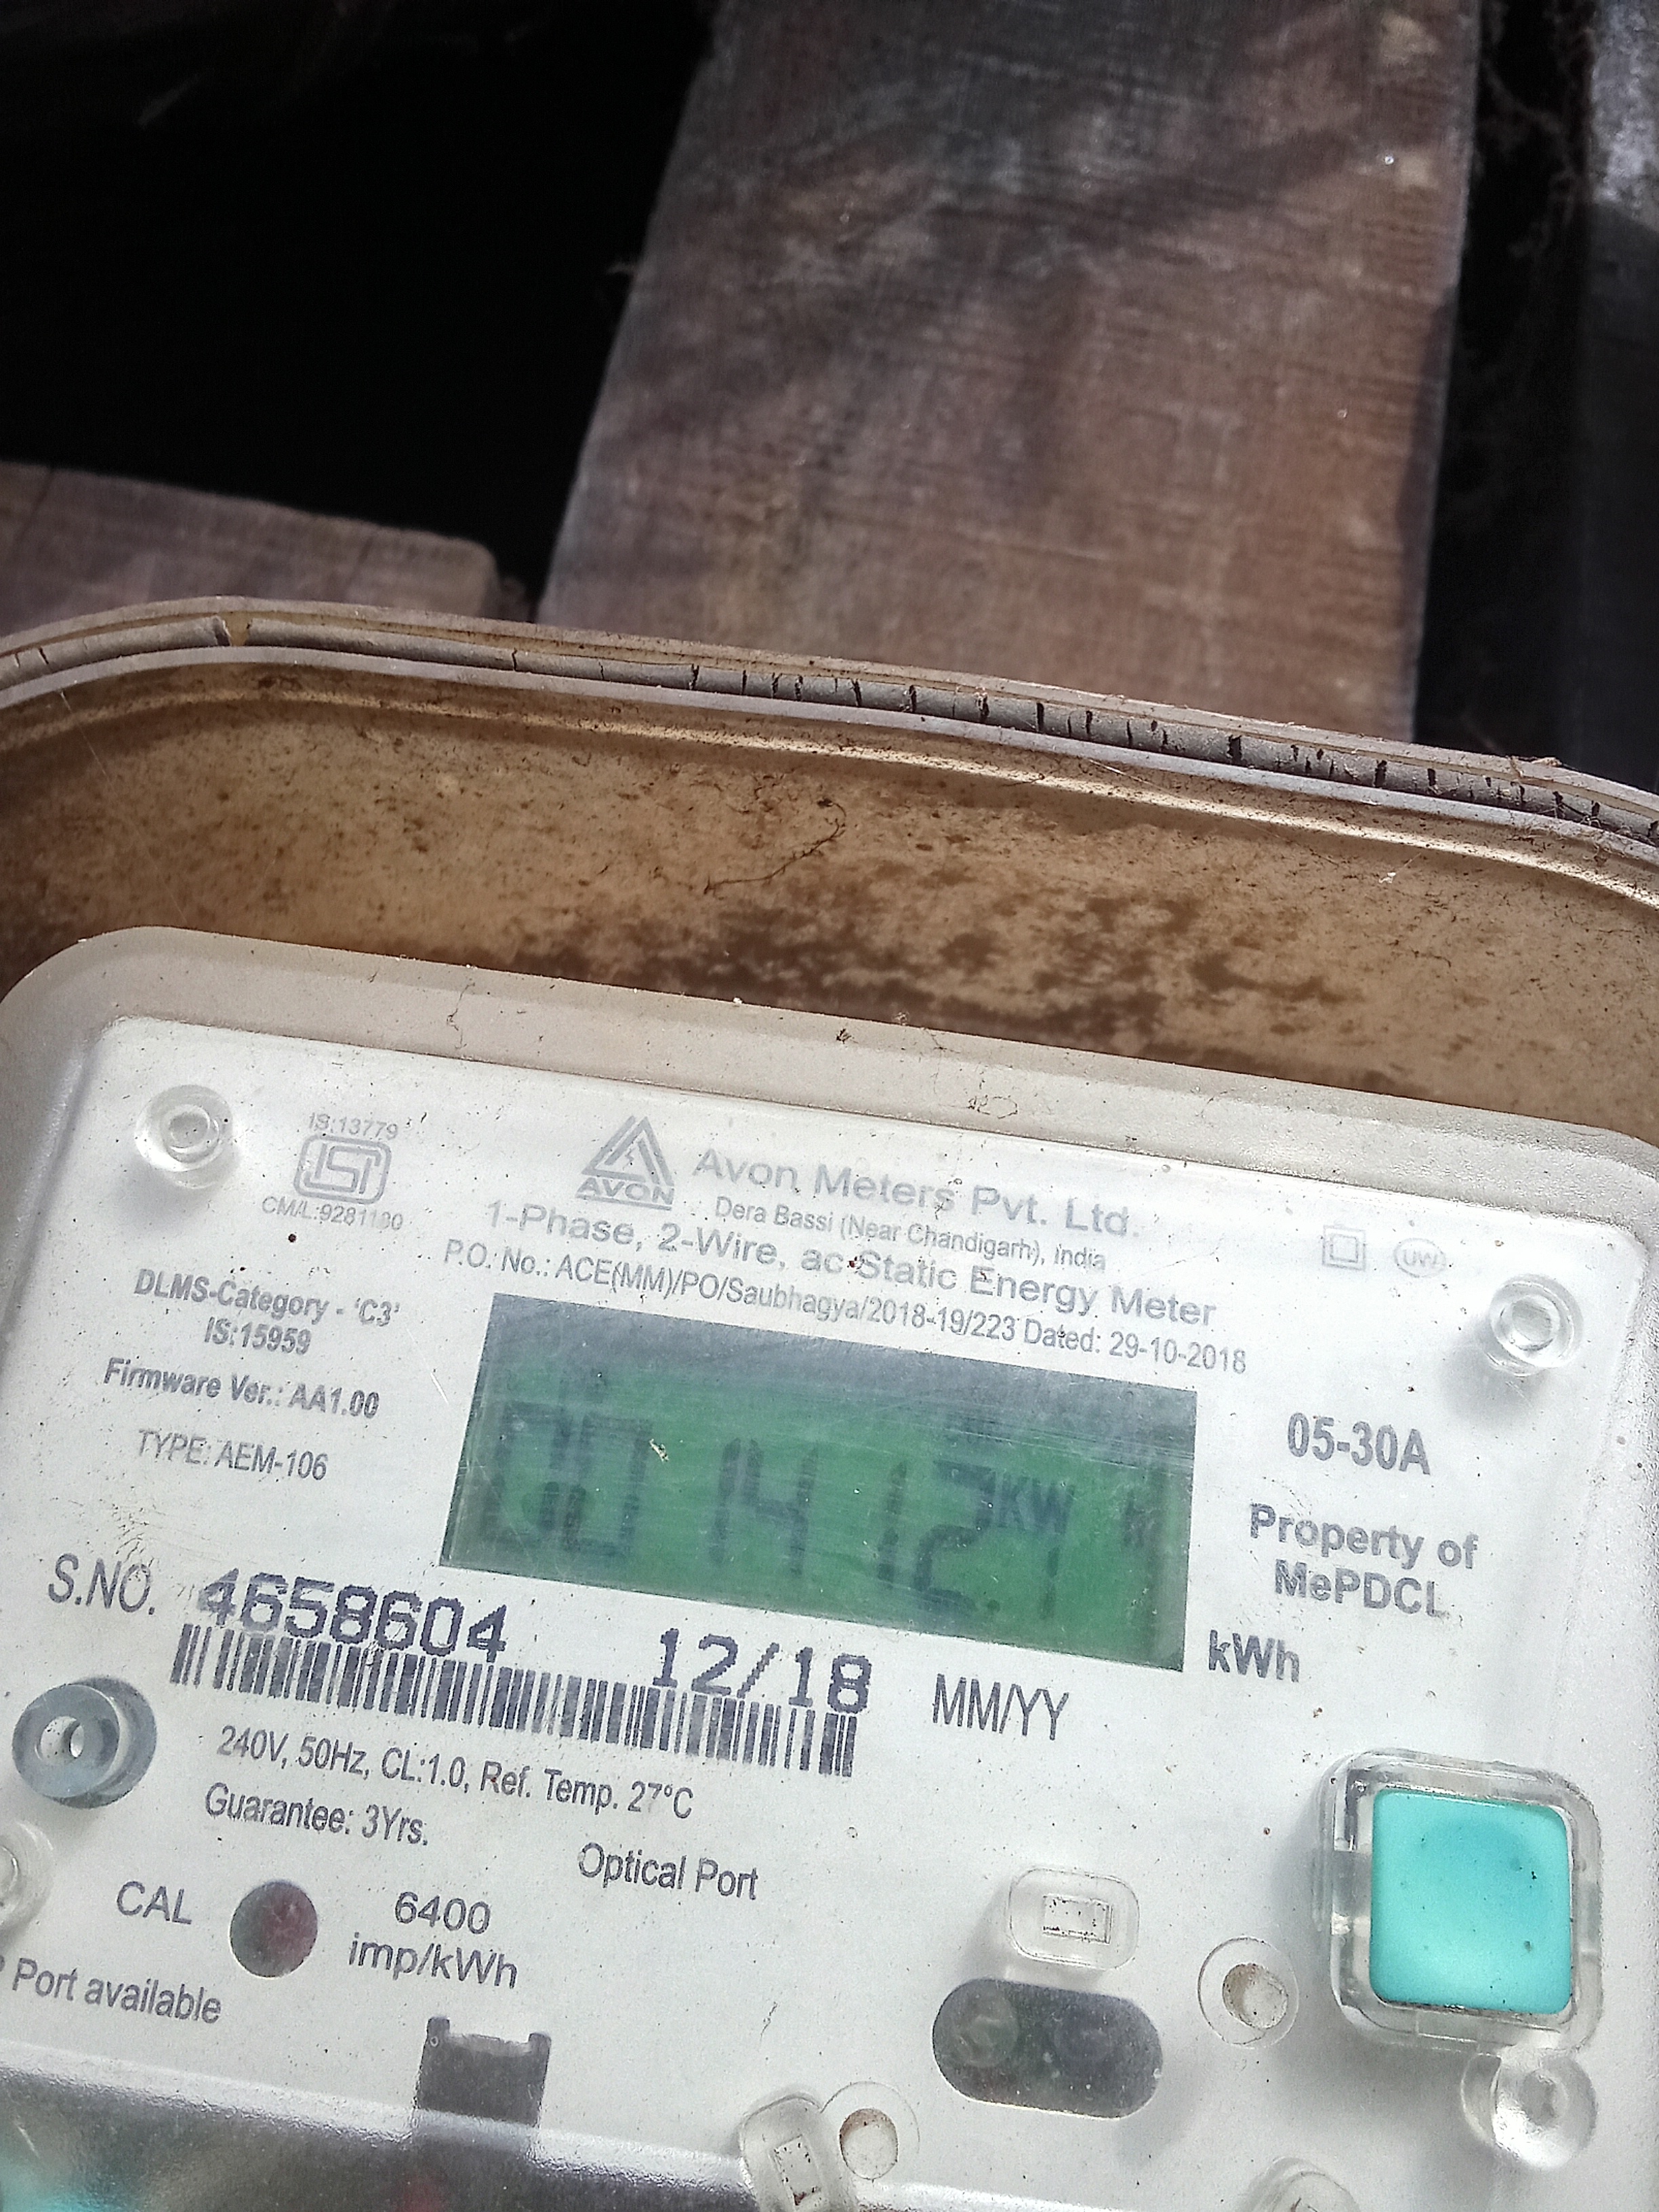 IS:13779
ISI
CM/L:9281130
AVON
Avon Meters Pvt. Ltd.
Dera Bassi (Near Chandigarh), India
1-Phase, 2-Wire, ac Static Energy Meter
P.O. No.: ACE(MM)/PO/Saubhagya/2018-19/223 Dated: 29-10-2018
UW
DLMS-Category - 'C3'
IS:15959
Firmware Ver.: AA1.00
TYPE: AEM-106
KW
05-30A
Property of
MePDCL
kWh
S.NO. 4658604 12/18 MM/YY
240V, 50Hz, CL:1.0, Ref. Temp. 27°C
Guarantee: 3Yrs.
Optical Port
CAL
6400
imp/kWh
Port available